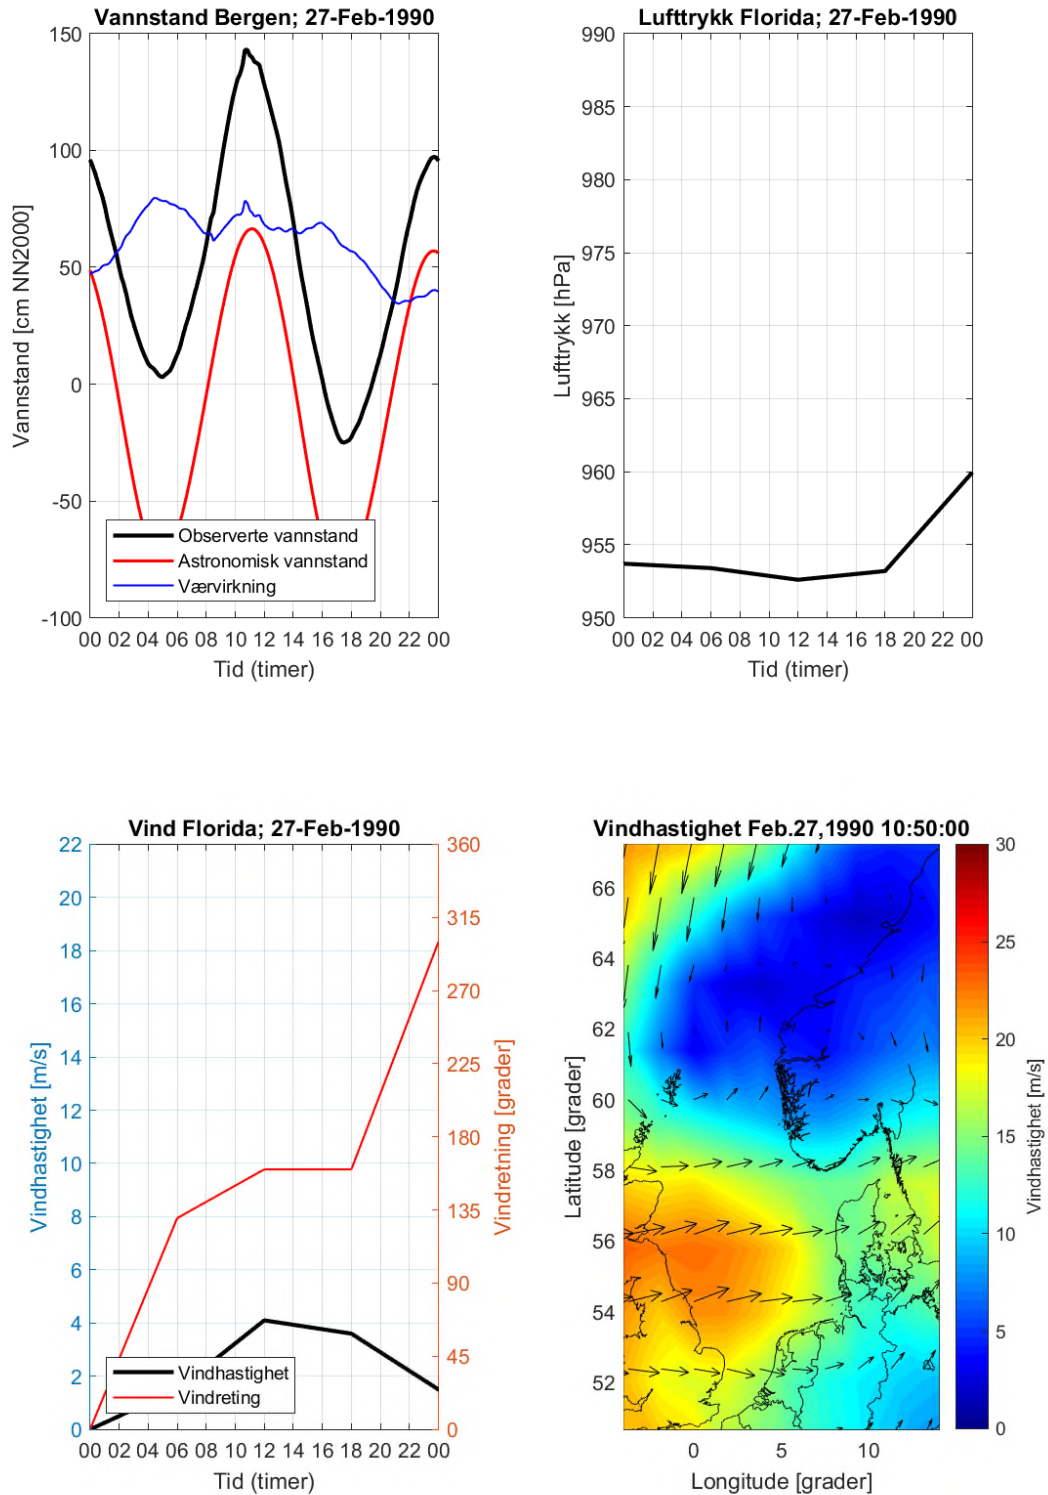 Vannstand Bergen; 27-Feb-1990
150
100
50
0
-50
-100
Vannstand [cm NN2000]
Observerte vannstand
Astronomisk vannstand
Værvirkning
00 02 04 06 08 10 12 14 16 18 20 22 00
Tid (timer)
Lufttrykk Florida; 27-Feb-1990
990
985
980
975
970
965
960
955
950
Lufttrykk [hPa]
00 02 04 06 08 10 12 14 16 18 20 22 00
Tid (timer)
Vind Florida; 27-Feb-1990
22
20
18
16
14
12
10
8
6
4
2
0
Vindhastighet [m/s]
360
315
270
225
180
135
90
45
0
Vindretning [grader]
Vindhastighet
Vindreting
00 02 04 06 08 10 12 14 16 18 20 22 00
Tid (timer)
Vindhastighet Feb.27,1990 10:50:00
66
64
62
60
58
56
54
52
Latitude [grader]
0 5 10
Longitude [grader]
30
25
20
15
10
5
0
Vindhastighet [m/s]